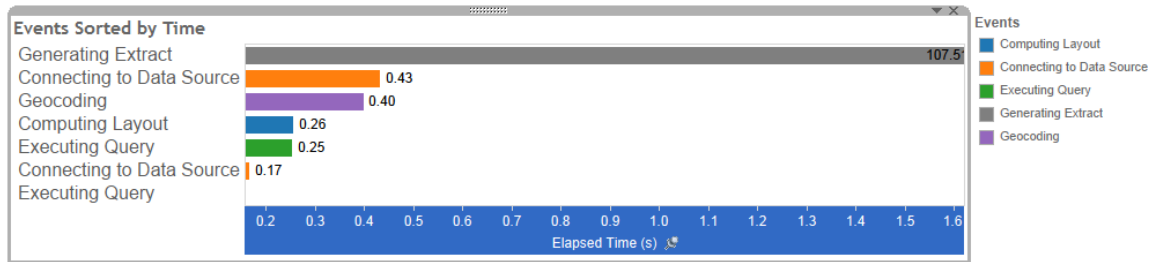 Events Sorted by Time
Generating Extract 107.51
Connecting to Data Source 0.43
Geocoding 0.40
Computing Layout 0.26
Executing Query 0.25
Connecting to Data Source 0.17
Executing Query
0.2 0.3 0.4 0.5 0.6 0.7 0.8 0.9 1.0 1.1 1.2 1.3 1.4 1.5 1.6
Elapsed Time (s)
Events
Computing Layout
Connecting to Data Source
Executing Query
Generating Extract
Geocoding